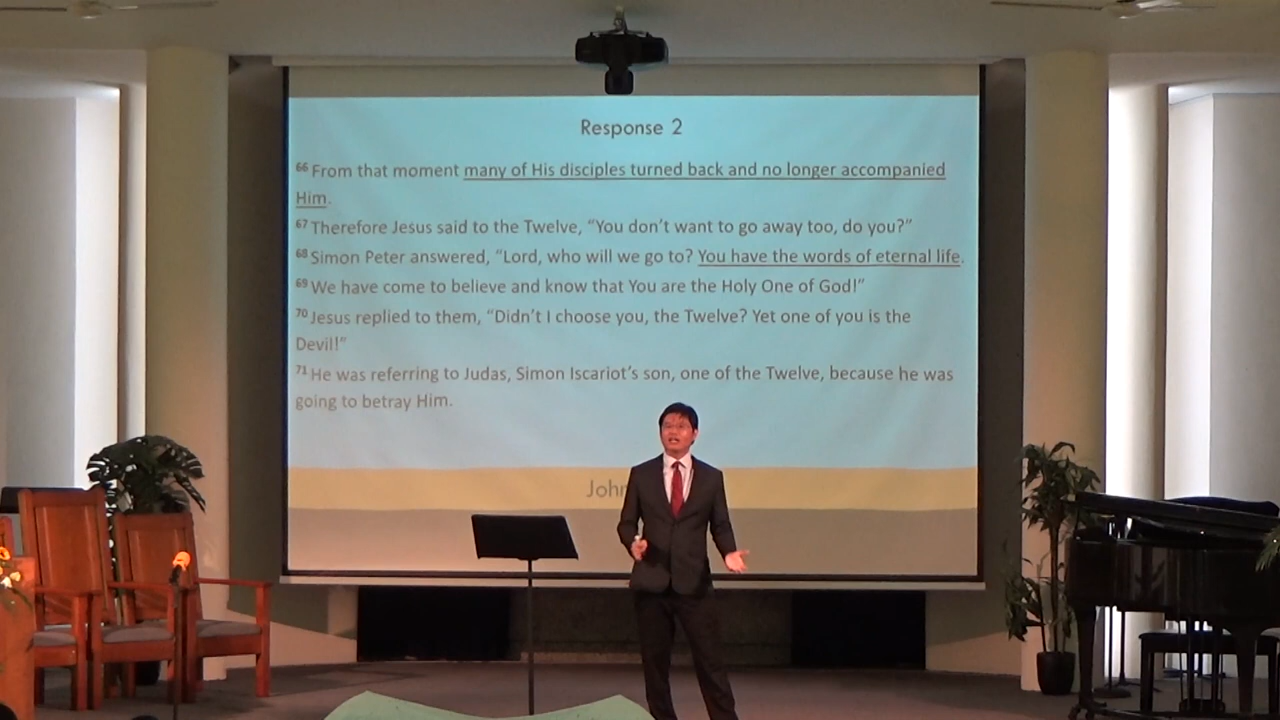 Response 2
66 From that moment many of His disciples turned back and no longer accompanied
Him.
67 Therefore Jesus said to the Twelve, “You don’t want to go away too, do you?”
68 Simon Peter answered, “Lord, who will we go to? You have the words of eternal life.
69 We have come to believe and know that You are the Holy One of God!”
70 Jesus replied to them, “Didn’t I choose you, the Twelve? Yet one of you is the
Devil!”
71 He was referring to Judas, Simon Iscariot’s son, one of the Twelve, because he was
going to betray Him.
John